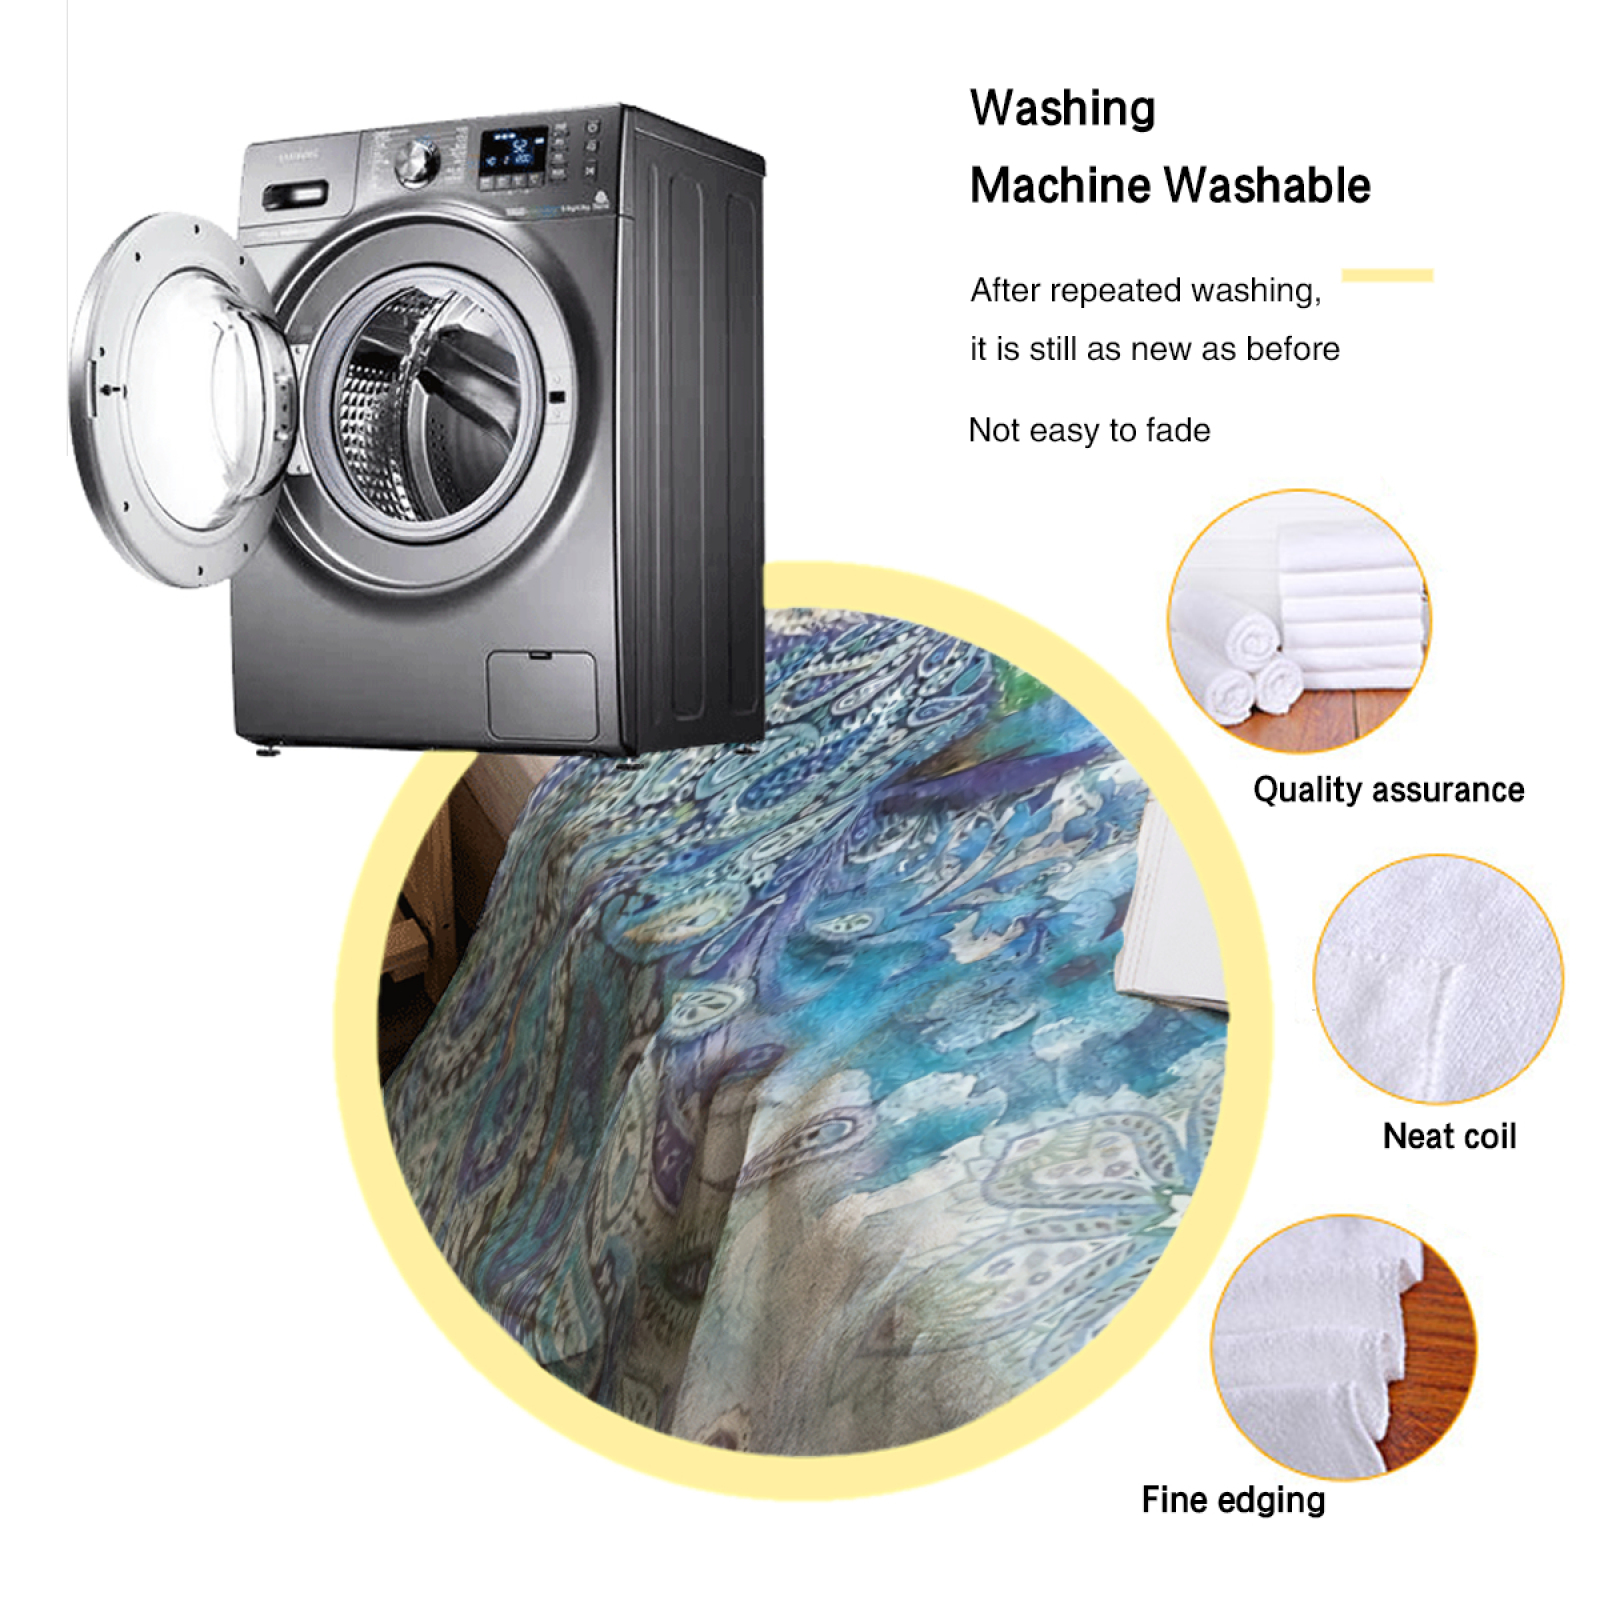 Washing
Machine Washable
After repeated washing,
it is still as new as before
Not easy to fade
Quality assurance
Neat coil
Fine edging